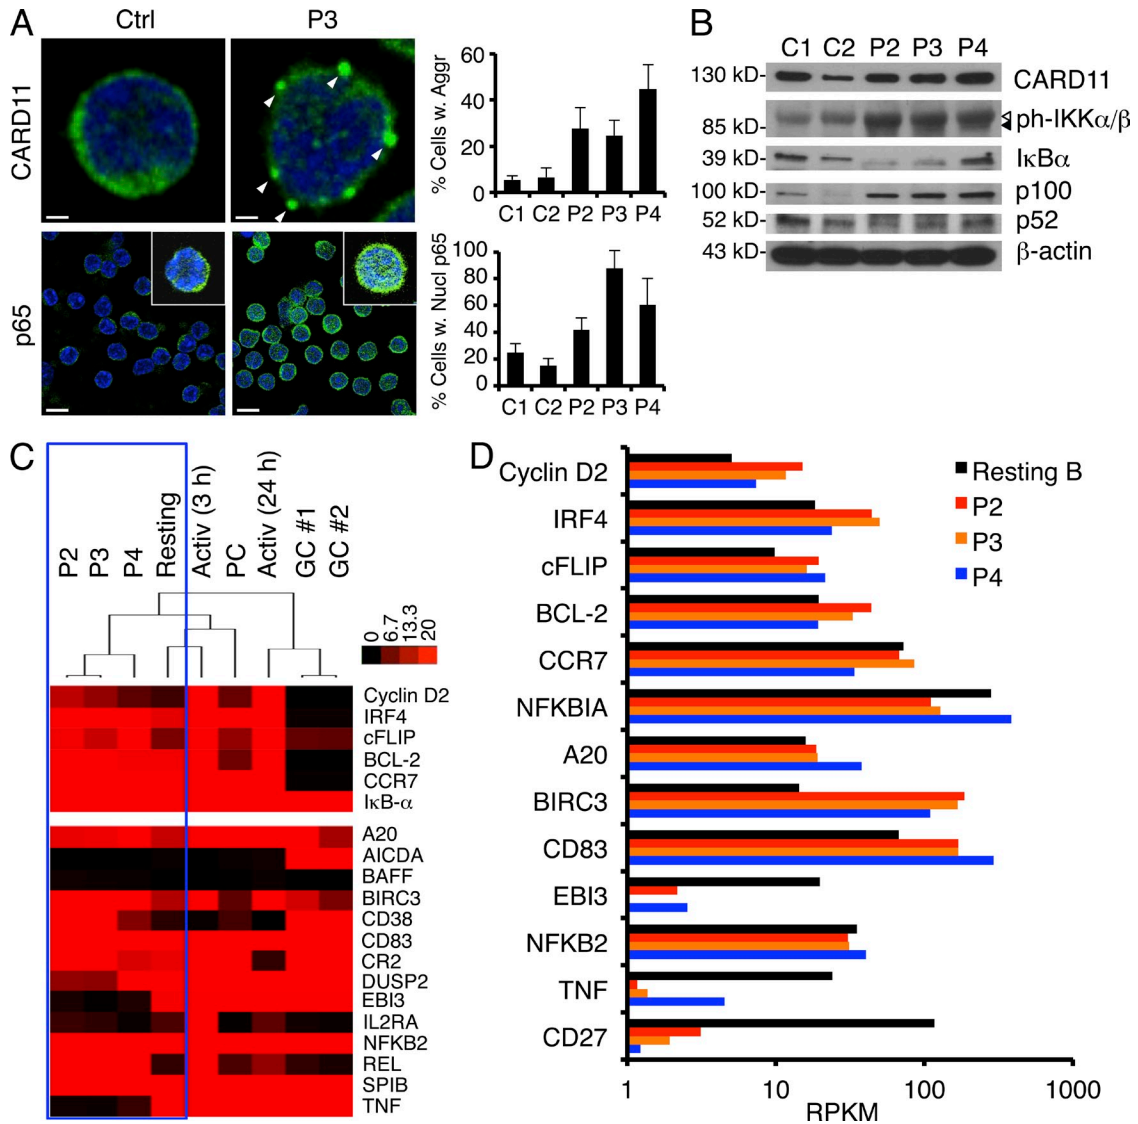 A
Ctrl
P3
CARD11
p65
% Cells w. Aggr
60
40
20
0
C1 C2 P2 P3 P4
% Cells w. Nucl p65
100
80
60
40
20
0
C1 C2 P2 P3 P4
B
C1 C2 P2 P3 P4
130 kD- CARD11
85 kD- ph-IKKα/β
39 kD- IκBα
100 kD- p100
52 kD- p52
43 kD- β-actin
C
P2
P3
P4
Resting
Activ (3 h)
PC
Activ (24 h)
GC #1
GC #2
0
6.7
13.3
20
Cyclin D2
IRF4
cFLIP
BCL-2
CCR7
IκB-α
A20
AICDA
BAFF
BIRC3
CD38
CD83
CR2
DUSP2
EBI3
IL2RA
NFKB2
REL
SPIB
TNF
D
Cyclin D2
IRF4
cFLIP
BCL-2
CCR7
NFKBIA
A20
BIRC3
CD83
EBI3
NFKB2
TNF
CD27
Resting B
P2
P3
P4
1 10 100 1000
RPKM